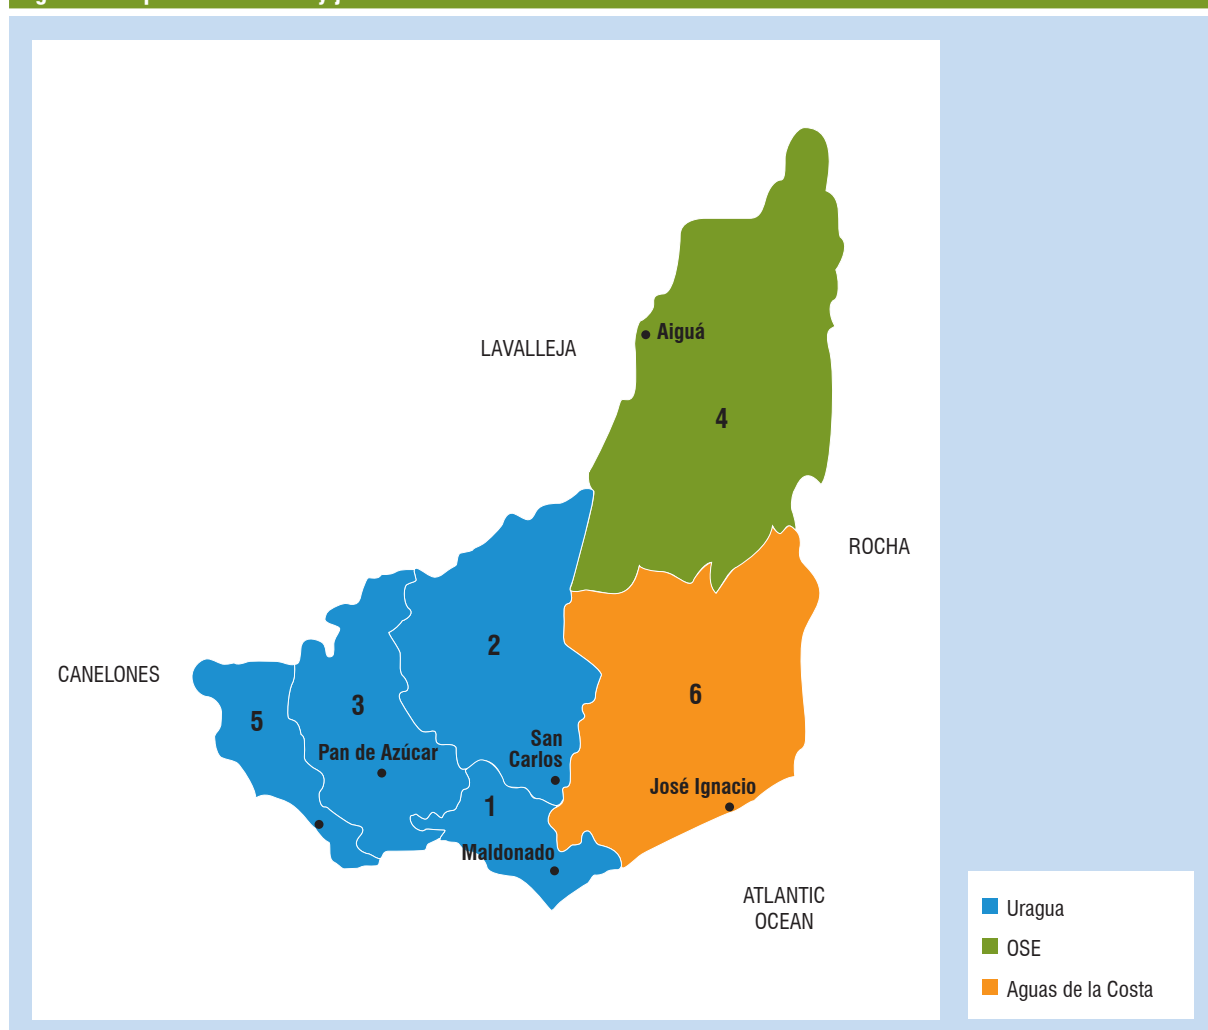 Aiguá
LAVALLEJA
4
ROCHA
2
CANELONES
6
3
5
San
Carlos
Pan de Azúcar
José Ignacio
1
Maldonado
ATLANTIC
OCEAN
Uragua
OSE
Aguas de la Costa